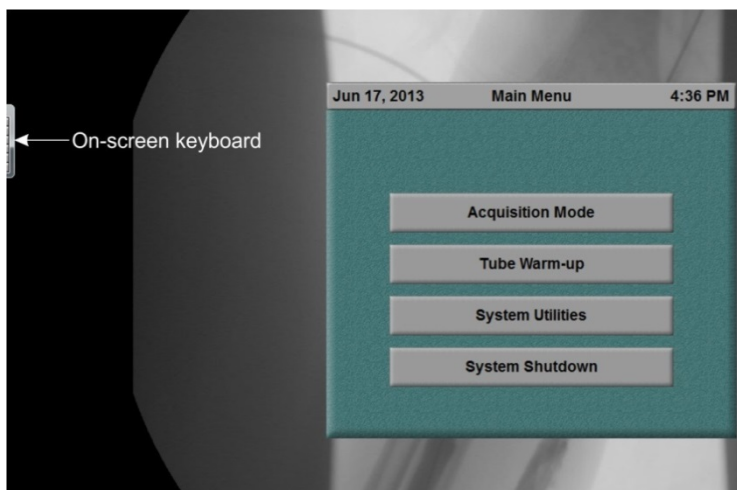 Jun 17, 2013 Main Menu 4:36 PM
On-screen keyboard
Acquisition Mode
Tube Warm-up
System Utilities
System Shutdown